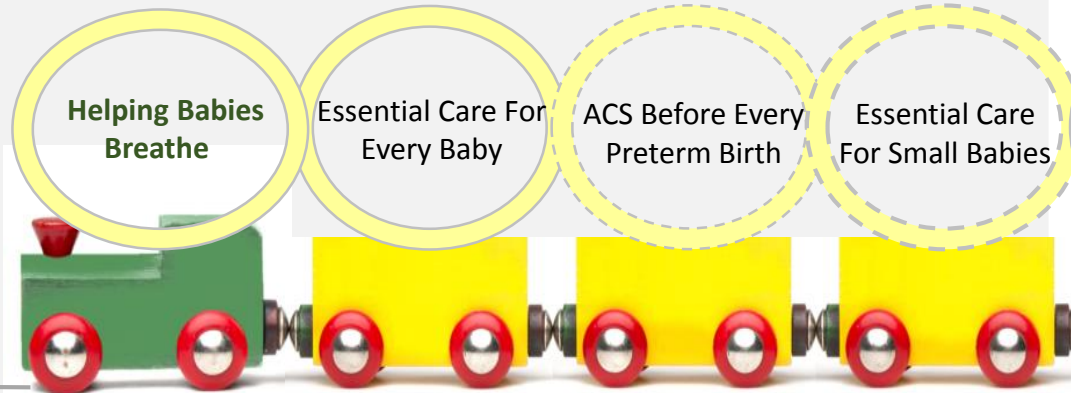 Helping Babies
Breathe
Essential Care For
Every Baby
ACS Before Every
Preterm Birth
Essential Care
For Small Babies